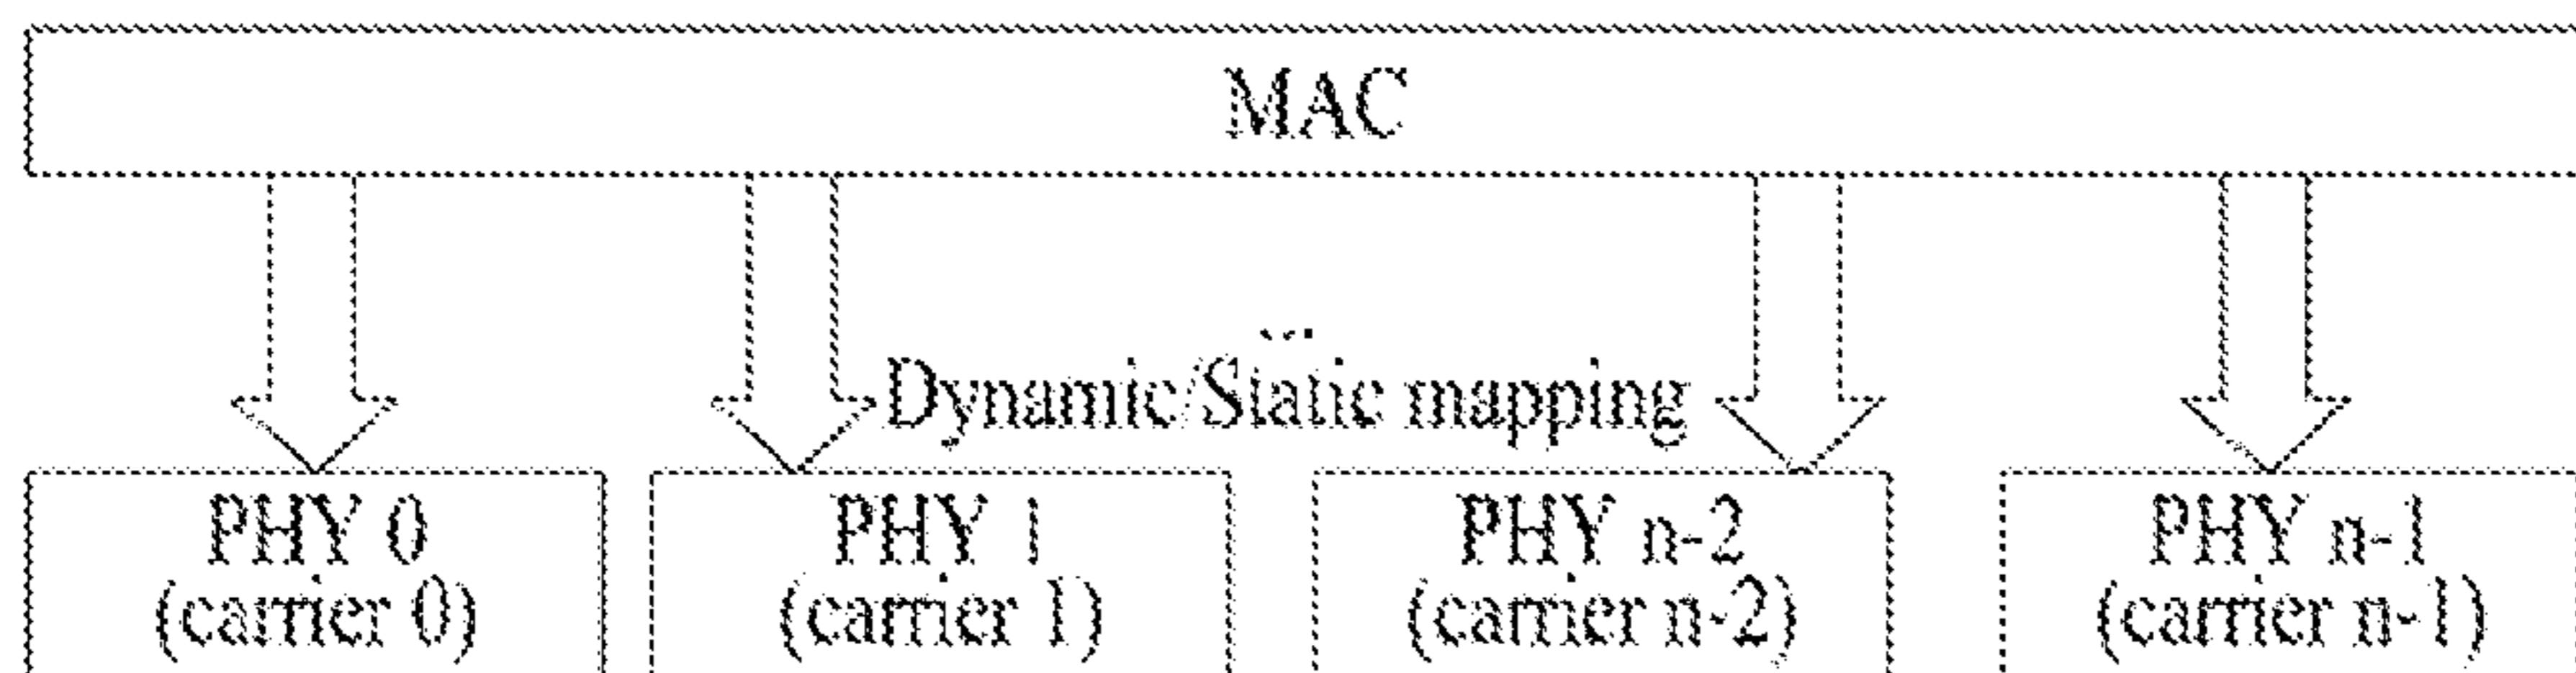 MAC
...
Dynamic/Static mapping
PHY 0
(carrier 0)
PHY 1
(carrier 1)
PHY n-2
(carrier n-2)
PHY n-1
(carrier n-1)